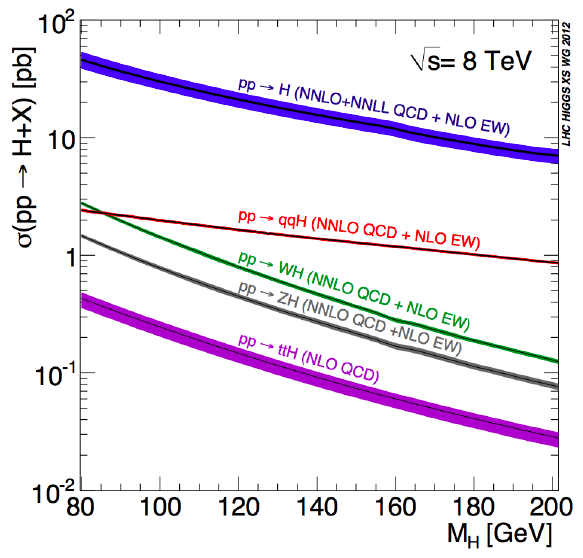 10²
√s= 8 TeV
LHC HIGGS XS WG 2012
σ(pp → H+X) [pb]
pp → H (NNLO+NNLL QCD + NLO EW)
10
pp → qqH (NNLO QCD + NLO EW)
1
pp → WH (NNLO QCD + NLO EW)
pp → ZH (NNLO QCD +NLO EW)
pp → ttH (NLO QCD)
10⁻¹
10⁻²
80 100 120 140 160 180 200
M_H [GeV]